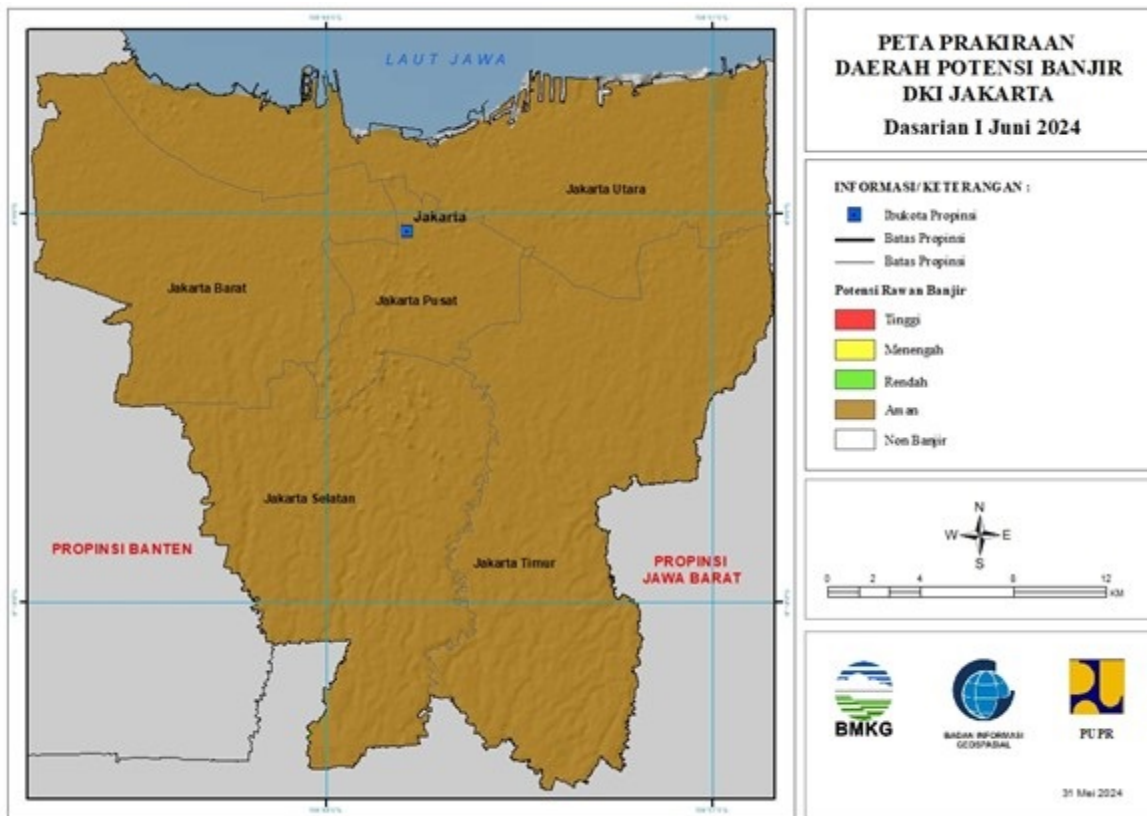 LAUT JAWA
Jakarta Utara
Jakarta
Jakarta Barat
Jakarta Pusat
Jakarta Selatan
PROPINSI BANTEN
Jakarta Timur
PROPINSI
JAWA BARAT
PETA PRAKIRAAN
DAERAH POTENSI BANJIR
DKI JAKARTA
Dasarian I Juni 2024
INFORMASI/KETERANGAN :
Ibukota Propinsi
Batas Propinsi
Batas Propinsi
Potensi Rawan Banjir
Tinggi
Menengah
Rendah
Aman
Non Banjir
N
W E
S
0 2 4 8 12
KM
BMKG
BADAN INFORMASI
GEOSPASIAL
PUPR
31 Mei 2024